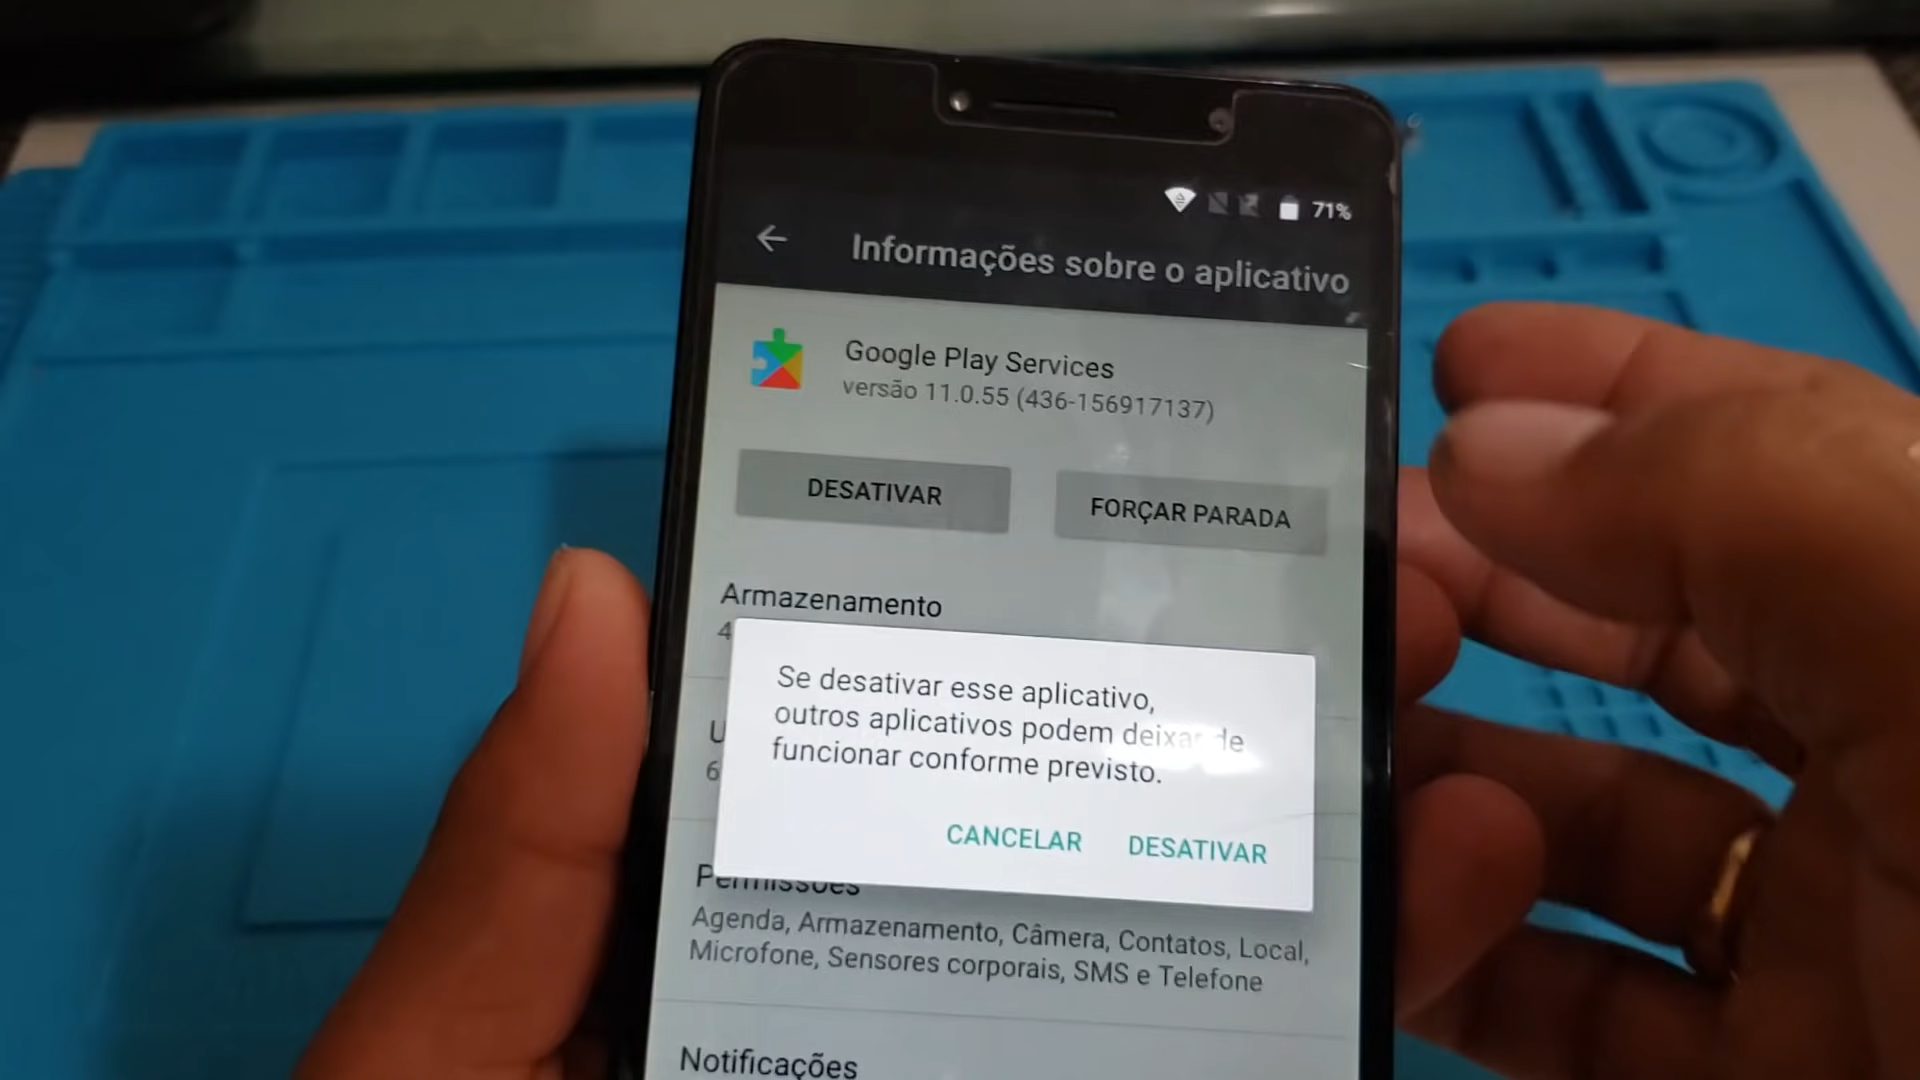 71%
Informações sobre o aplicativo
Google Play Services
versão 11.0.55 (436-156917137)
DESATIVAR
FORÇAR PARADA
Armazenamento
4
Se desativar esse aplicativo,
outros aplicativos podem deixar de
funcionar conforme previsto.
U
6
CANCELAR DESATIVAR
Permissões
Agenda, Armazenamento, Câmera, Contatos, Local,
Microfone, Sensores corporais, SMS e Telefone
Notificações